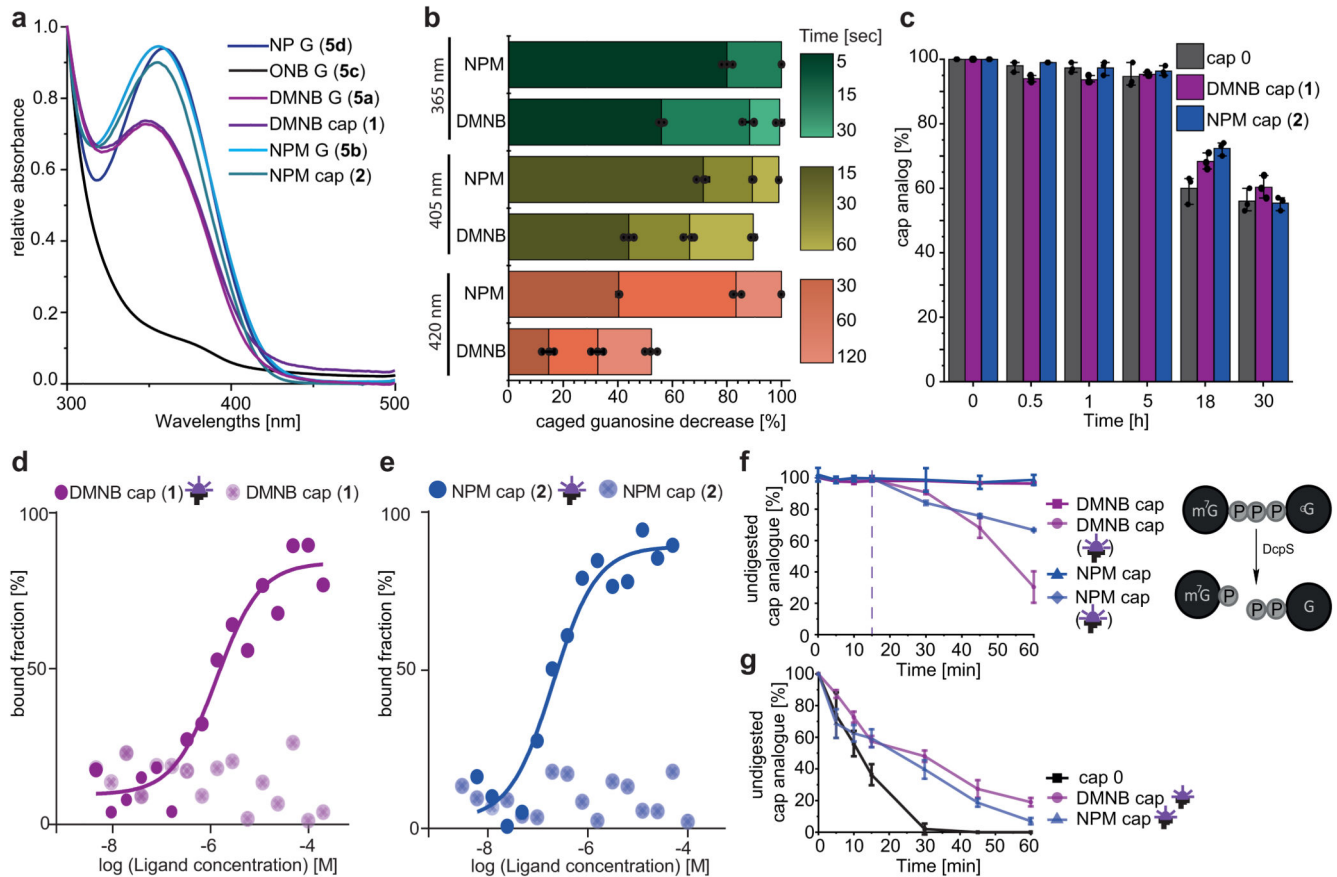 a
relative absorbance
1.0
0.8
0.6
0.4
0.2
0.0
300
400
500
Wavelengths [nm]
NP G (5d)
ONB G (5c)
DMNB G (5a)
DMNB cap (1)
NPM G (5b)
NPM cap (2)
b
365 nm
405 nm
420 nm
NPM
DMNB
NPM
DMNB
NPM
DMNB
0 20 40 60 80 100
caged guanosine decrease [%]
Time [sec]
5
15
30
15
30
60
30
60
120
c
cap analog [%]
100
80
60
40
20
0
0 0.5 1 5 18 30
Time [h]
cap 0
DMNB cap (1)
NPM cap (2)
d
DMNB cap (1) DMNB cap (1)
bound fraction [%]
100
50
0
-8 -6 -4
log (Ligand concentration) [M]
e
NPM cap (2) NPM cap (2)
bound fraction [%]
100
50
0
-8 -7 -6 -5 -4
log (Ligand concentration) [M]
f
undigested
cap analogue [%]
100
80
60
40
20
0
0 10 20 30 40 50 60
Time [min]
DMNB cap
DMNB cap
( )
NPM cap
NPM cap
( )
m7G P P P cG
DcpS
m7G P P P G
g
undigested
cap analogue [%]
100
80
60
40
20
0
0 10 20 30 40 50 60
Time [min]
cap 0
DMNB cap
NPM cap